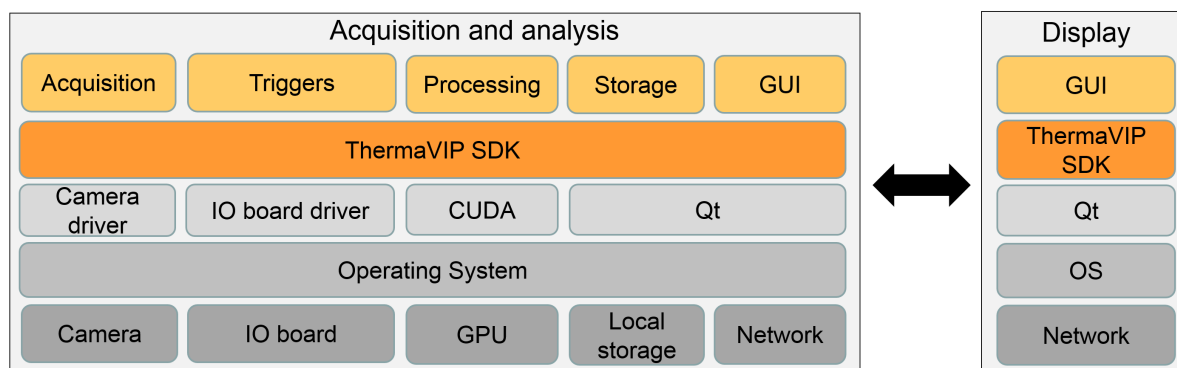 Acquisition and analysis
Acquisition Triggers Processing Storage GUI
ThermaVIP SDK
Camera
driver
IO board driver CUDA Qt
Operating System
Camera IO board GPU Local
storage
Network
Display
GUI
ThermaVIP
SDK
Qt
OS
Network